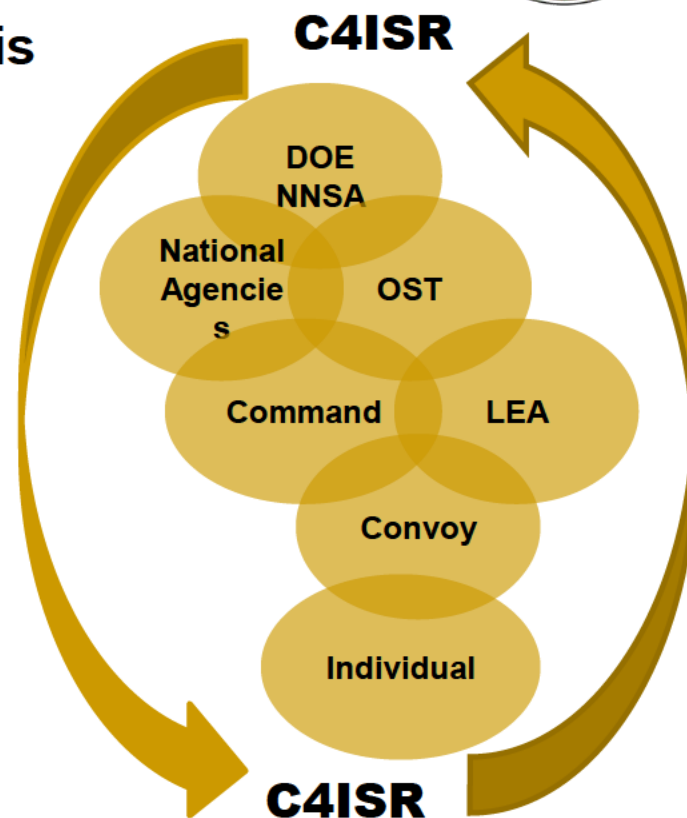 C4ISR
is
DOE
NNSA
National
Agencie
s
OST
Command
LEA
Convoy
Individual
C4ISR